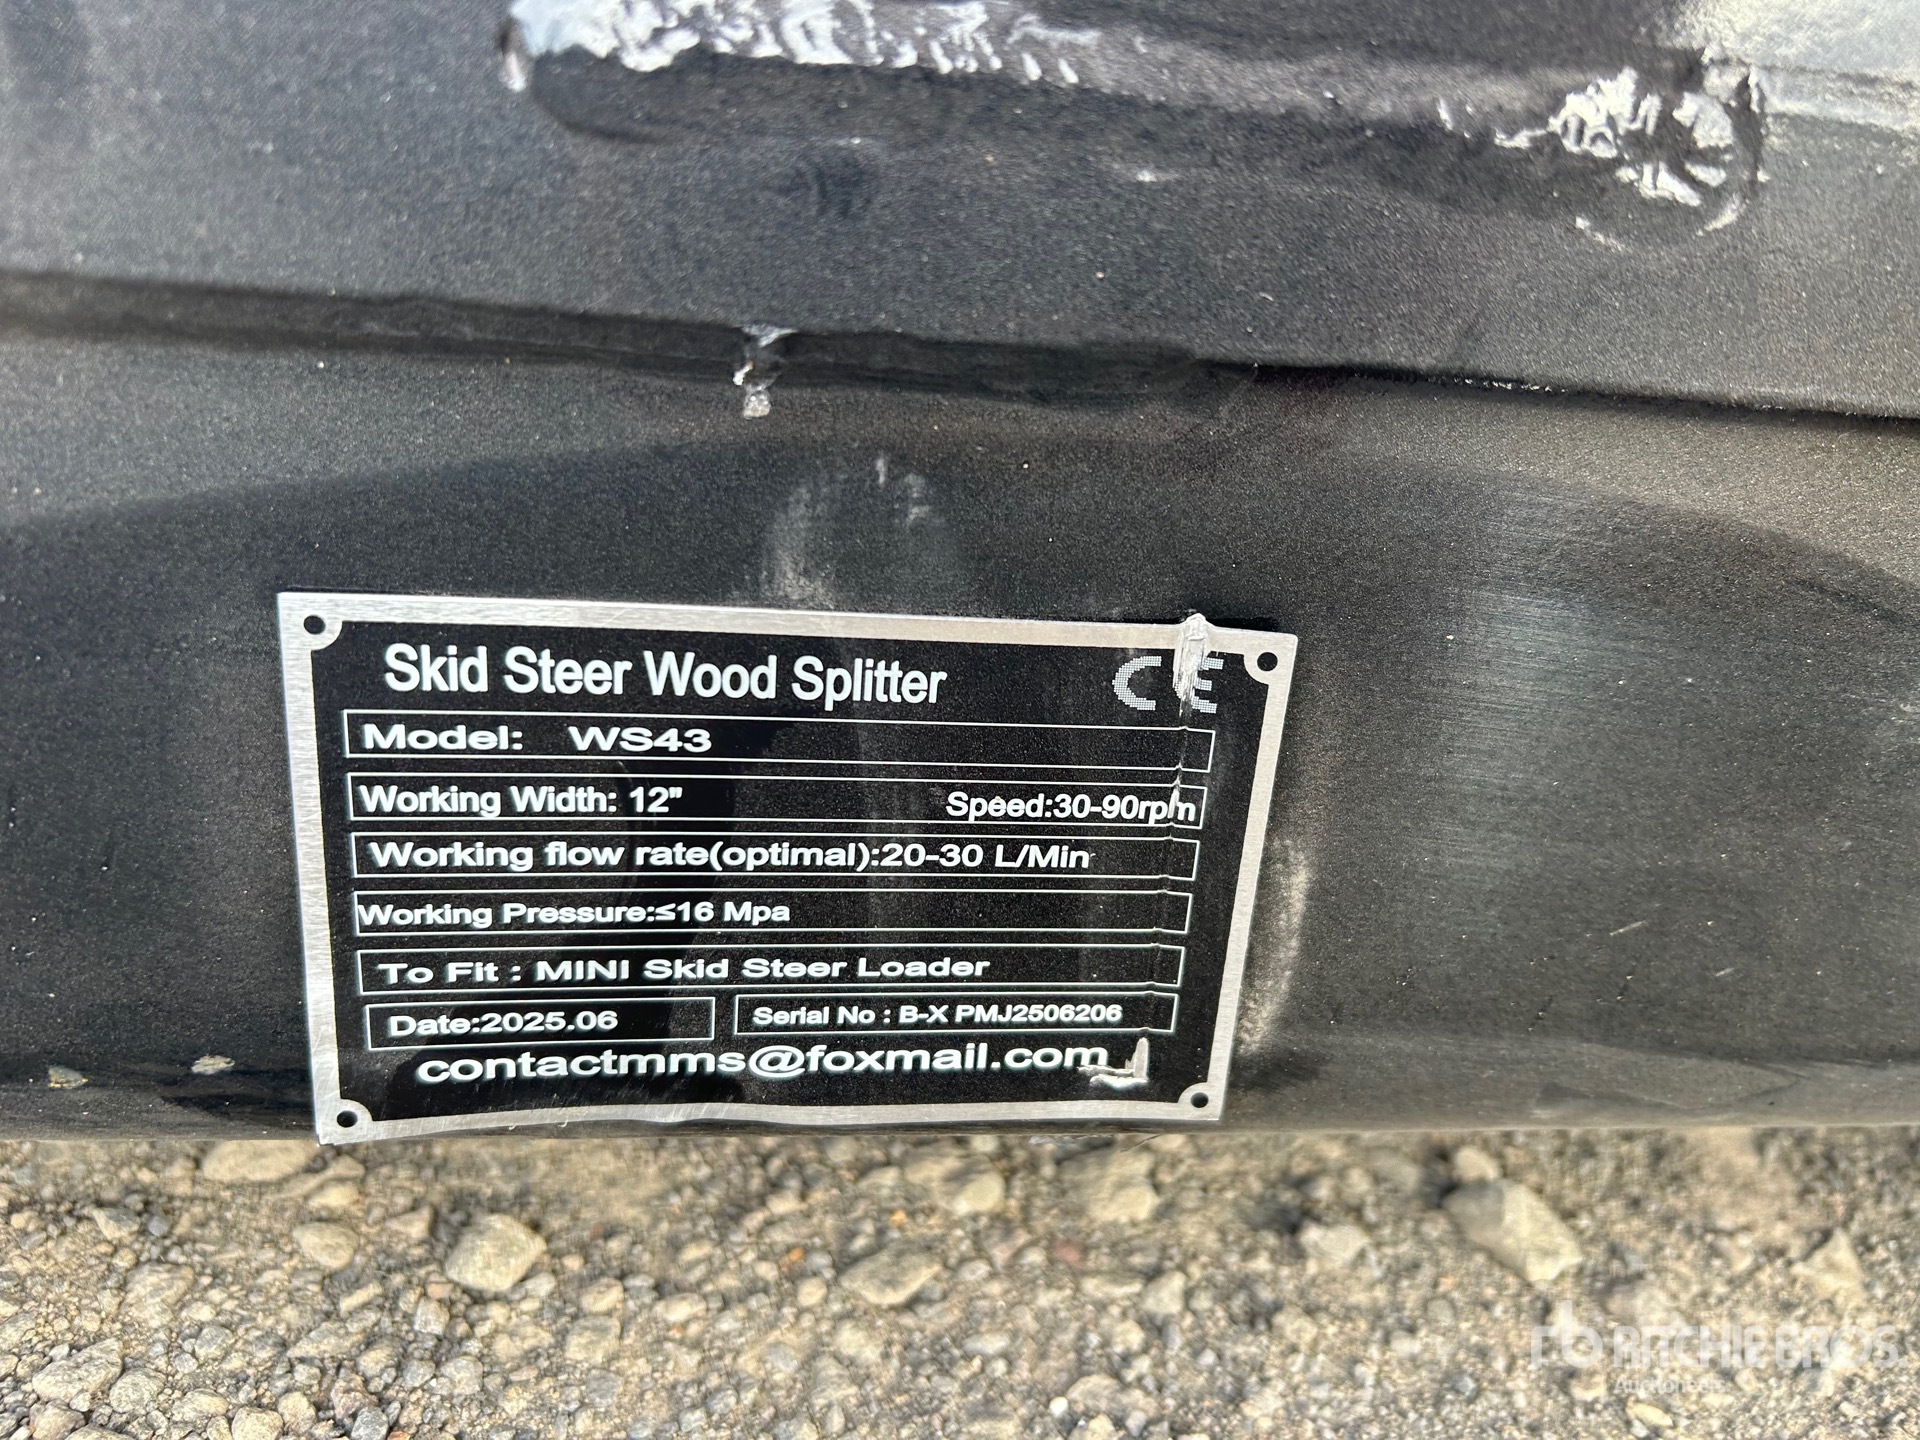 Skid Steer Wood Splitter CE
Model: WS43
Working Width: 12" Speed:30-90rpm
Working flow rate(optimal):20-30 L/Min
Working Pressure:≤16 Mpa
To Fit : MINI Skid Steer Loader
Date:2025.06 Serial No : B-X PMJ2506206
contactmms@foxmail.com
RITCHIE BROS.
Auctioneers